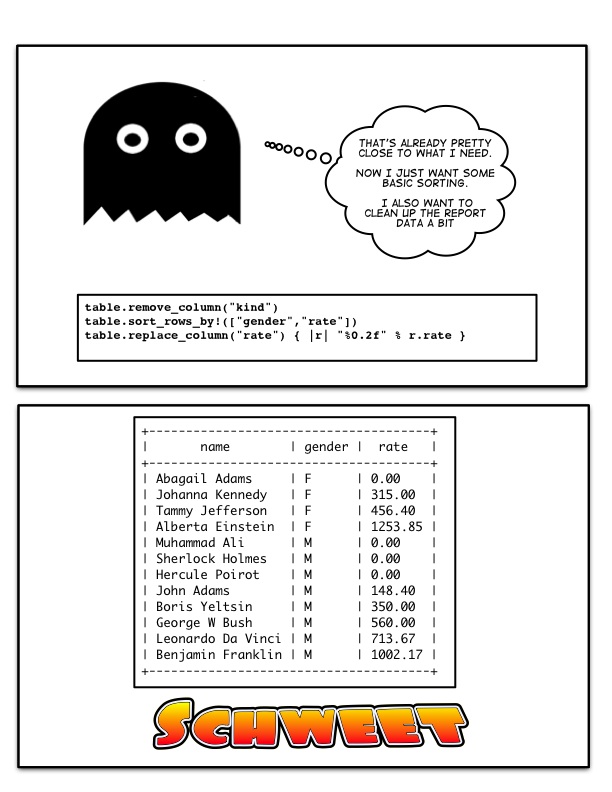 THAT'S ALREADY PRETTY
CLOSE TO WHAT I NEED.
NOW I JUST WANT SOME
BASIC SORTING.
I ALSO WANT TO
CLEAN UP THE REPORT
DATA A BIT
table.remove_column("kind")
table.sort_rows_by!(["gender","rate"])
table.replace_column("rate") { |r| "%0.2f" % r.rate }
+--------------------------------------+
|       name        | gender |  rate   |
+--------------------------------------+
| Abagail Adams     | F      | 0.00    |
| Johanna Kennedy   | F      | 315.00  |
| Tammy Jefferson   | F      | 456.40  |
| Alberta Einstein  | F      | 1253.85 |
| Muhammad Ali      | M      | 0.00    |
| Sherlock Holmes   | M      | 0.00    |
| Hercule Poirot    | M      | 0.00    |
| John Adams        | M      | 148.40  |
| Boris Yeltsin     | M      | 350.00  |
| George W Bush     | M      | 560.00  |
| Leonardo Da Vinci | M      | 713.67  |
| Benjamin Franklin | M      | 1002.17 |
+--------------------------------------+
SCHWEET